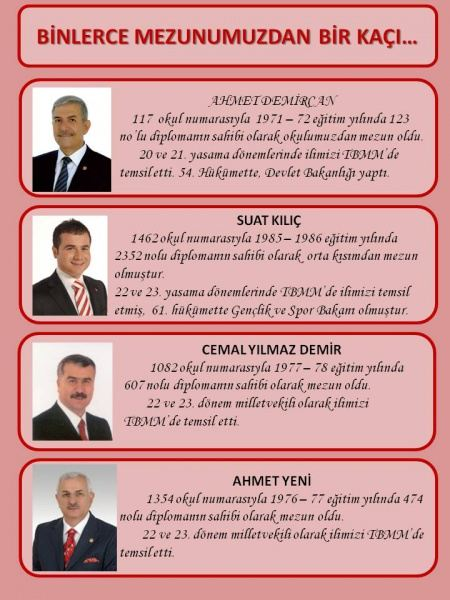 BİNLERCE MEZUNUMUZDAN BİR KAÇI...
AHMET DEMİRCAN
117 okul numarasıyla 1971 – 72 eğitim yılında 123
no'lu diplomanın sahibi olarak okulumuzdan mezun oldu.
20 ve 21. yasama dönemlerinde ilimizi TBMM'de
temsil etti. 54. Hükümette, Devlet Bakanlığı yaptı.
SUAT KILIÇ
1462 okul numarasıyla 1985 – 1986 eğitim yılında
2352 nolu diplomanın sahibi olarak orta kısımdan mezun
olmuştur.
22 ve 23. yasama dönemlerinde TBMM'de ilimizi temsil
etmiş, 61. hükümette Gençlik ve Spor Bakanı olmuştur.
CEMAL YILMAZ DEMİR
1082 okul numarasıyla 1977 – 78 eğitim yılında
607 nolu diplomanın sahibi olarak mezun oldu.
22 ve 23. dönem milletvekili olarak ilimizi
TBMM'de temsil etti.
AHMET YENİ
1354 okul numarasıyla 1976 – 77 eğitim yılında 474
nolu diplomanın sahibi olarak mezun oldu.
22 ve 23. dönem milletvekili olarak ilimizi TBMM'de
temsil etti.